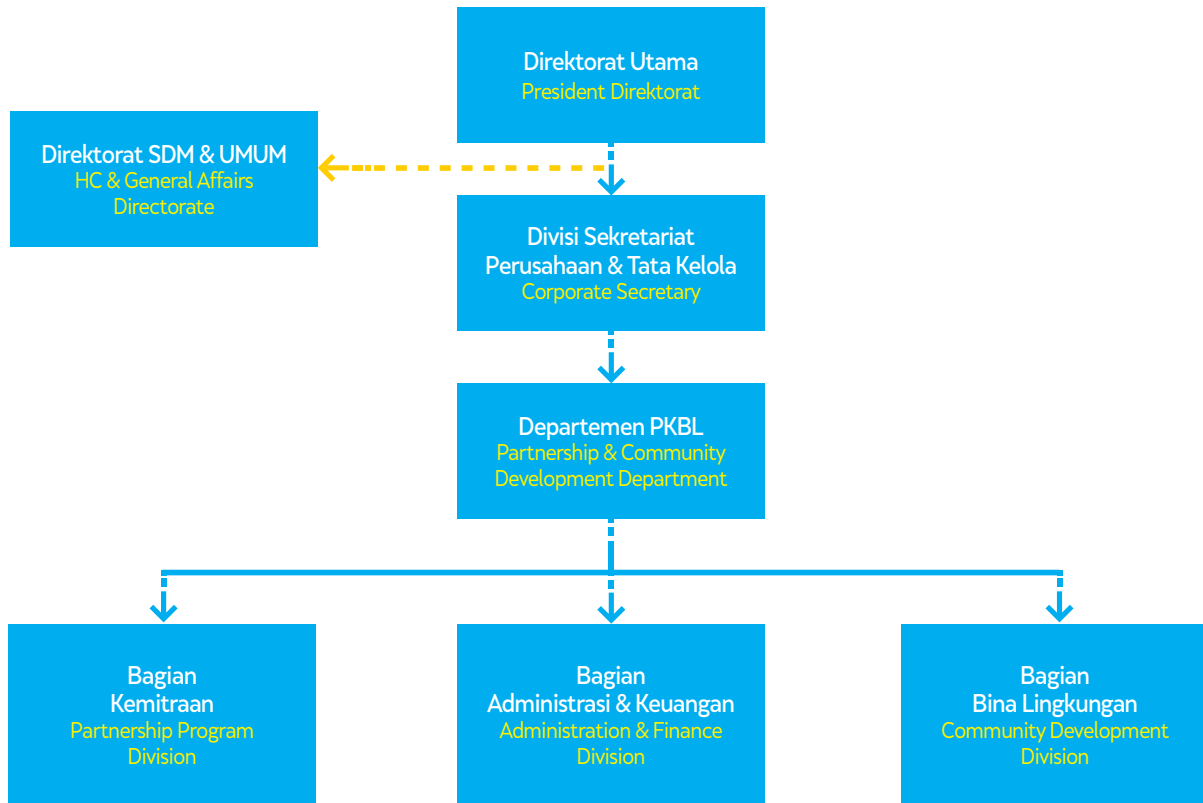 Direktorat Utama
President Direktorat
Direktorat SDM & UMUM
HC & General Affairs
Directorate
Divisi Sekretariat
Perusahaan & Tata Kelola
Corporate Secretary
Departemen PKBL
Partnership & Community
Development Department
Bagian
Kemitraan
Partnership Program
Division
Bagian
Administrasi & Keuangan
Administration & Finance
Division
Bagian
Bina Lingkungan
Community Development
Division